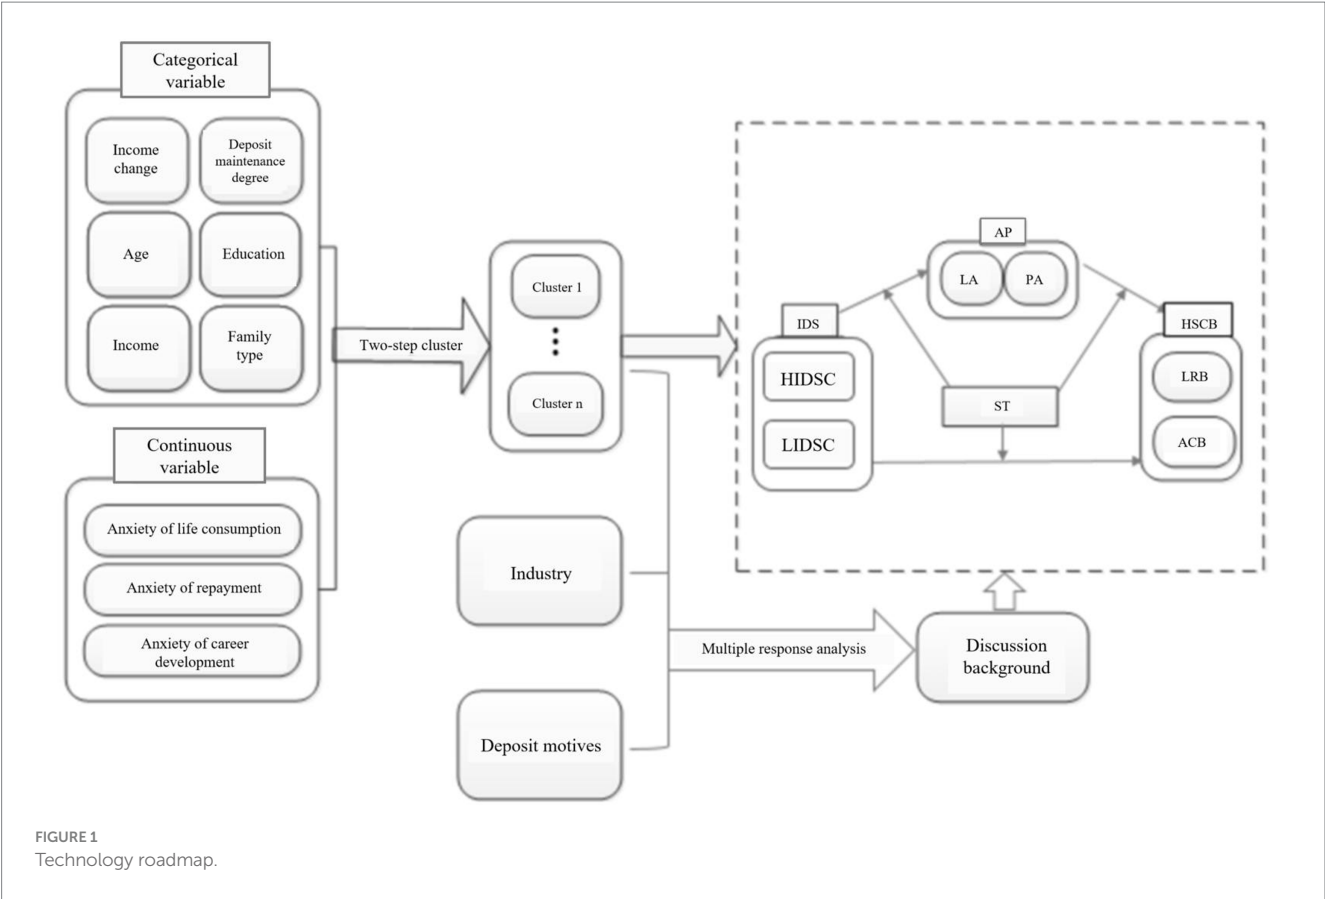 Categorical
variable
Income
change
Deposit
maintenance
degree
Age
Education
Income
Family
type
Continuous
variable
Anxiety of life consumption
Anxiety of repayment
Anxiety of career
development
Two-step cluster
Cluster 1
Cluster n
Industry
Deposit motives
Multiple response analysis
Discussion
background
AP
LA
PA
IDS
HIDSC
LIDSC
ST
HSCB
LRB
ACB
FIGURE 1
Technology roadmap.